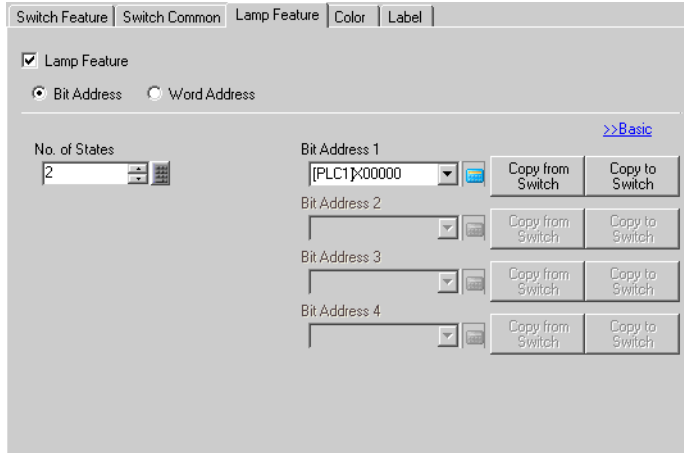 Switch Feature Switch Common Lamp Feature Color Label
Lamp Feature
Bit Address Word Address
>>Basic
No. of States
2
Bit Address 1
[PLC1]X00000
Copy from
Switch
Copy to
Switch
Bit Address 2
Copy from
Switch
Copy to
Switch
Bit Address 3
Copy from
Switch
Copy to
Switch
Bit Address 4
Copy from
Switch
Copy to
Switch